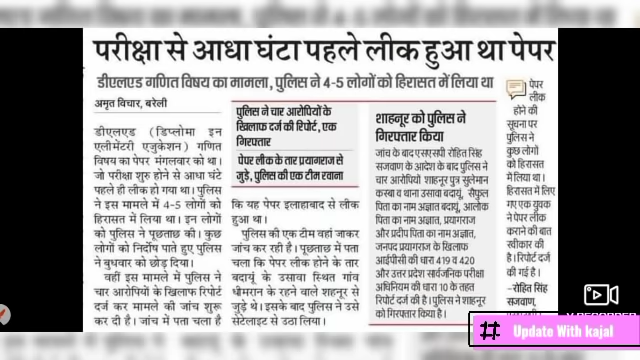 परीक्षा से आधा घंटा पहले लीक हुआ था पेपर
डीएलएड गणित विषय का मामला, पुलिस ने 4-5 लोगों को हिरासत में लिया था
अमृत विचार, बरेली
डीएलएड (डिप्लोमा इन
एलीमेंटरी एजुकेशन) गणित
विषय का पेपर मंगलवार को था।
जो परीक्षा शुरू होने से आधा घंटा
पहले ही लीक हो गया था। पुलिस
ने इस मामले में 4-5 लोगों को
हिरासत में लिया था। इन लोगों
को पुलिस ने पूछताछ की। कुछ
लोगों को निर्दोष पाते हुए पुलिस
ने बुधवार को छोड़ दिया।
वहीं इस मामले में पुलिस ने
चार आरोपियों के खिलाफ रिपोर्ट
दर्ज कर मामले की जांच शुरू
कर दी है। जांच में पता चला है
पुलिस ने चार आरोपियों के
खिलाफ दर्ज की रिपोर्ट, एक
गिरफ्तार
पेपर लीक के तार प्रयागराज से
जुड़े, पुलिस की एक टीम रवाना
कि यह पेपर इलाहाबाद से लीक
हुआ था।
पुलिस की एक टीम वहां जाकर
जांच कर रही है। पूछताछ में पता
चला कि पेपर लीक होने के तार
बदायूं के उसावा स्थित गांव
धीमरान के रहने वाले शहनूर से
जुड़े थे। इसके बाद पुलिस ने उसे
सेटेलाइट से उठा लिया।
शाहनूर को पुलिस ने
गिरफ्तार किया
जांच के बाद एसएसपी रोहित सिंह
सजवाण के आदेश के बाद पुलिस ने
चार आरोपियों शाहनूर पुत्र सुलेमान
कस्बा व थाना उसावा बदायूं, सैफुल
पिता का नाम अज्ञात बदायूं, आलोक
पिता का नाम अज्ञात, प्रयागराज
और प्रदीप पिता का नाम अज्ञात,
जनपद प्रयागराज के खिलाफ
आईपीसी की धारा 419 व 420
और उत्तर प्रदेश सार्वजनिक परीक्षा
अधिनियम की धारा 10 के तहत
रिपोर्ट दर्ज की है। पुलिस ने शाहनूर
को गिरफ्तार किया है।
पेपर
लीक
होने की
सूचना पर
पुलिस ने
कुछ लोगों
को हिरासत
में लिया था।
हिरासत में लिए
गए एक युवक
ने पेपर लीक
कराने की बात
स्वीकार की
है। रिपोर्ट दर्ज
की गई है।
-रोहित सिंह
सजवाण,
Update With kajal